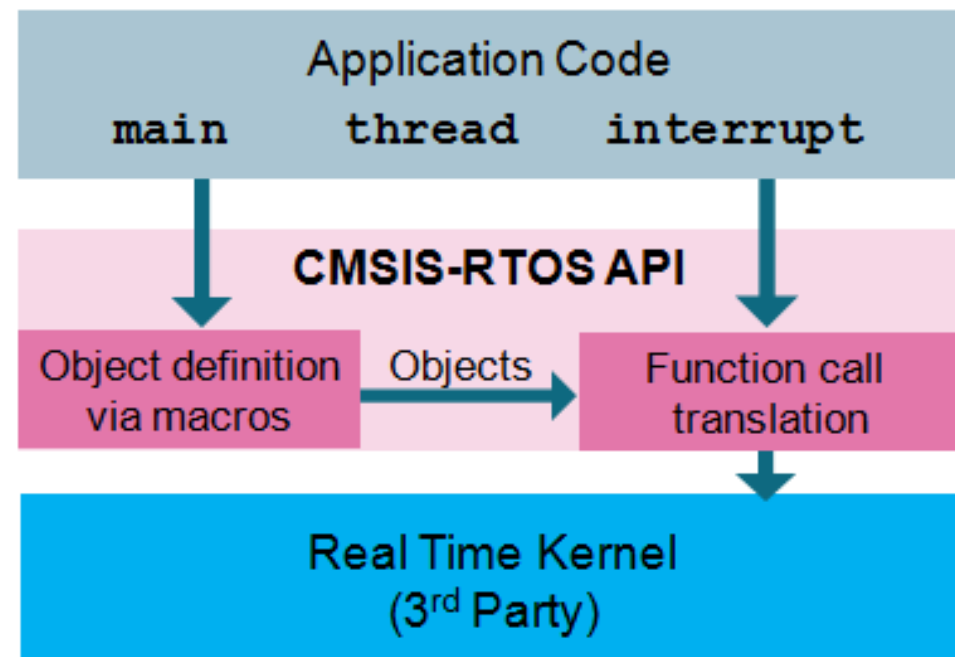 Application Code
main thread interrupt
CMSIS-RTOS API
Object definition
via macros
Objects
Function call
translation
Real Time Kernel
(3rd Party)